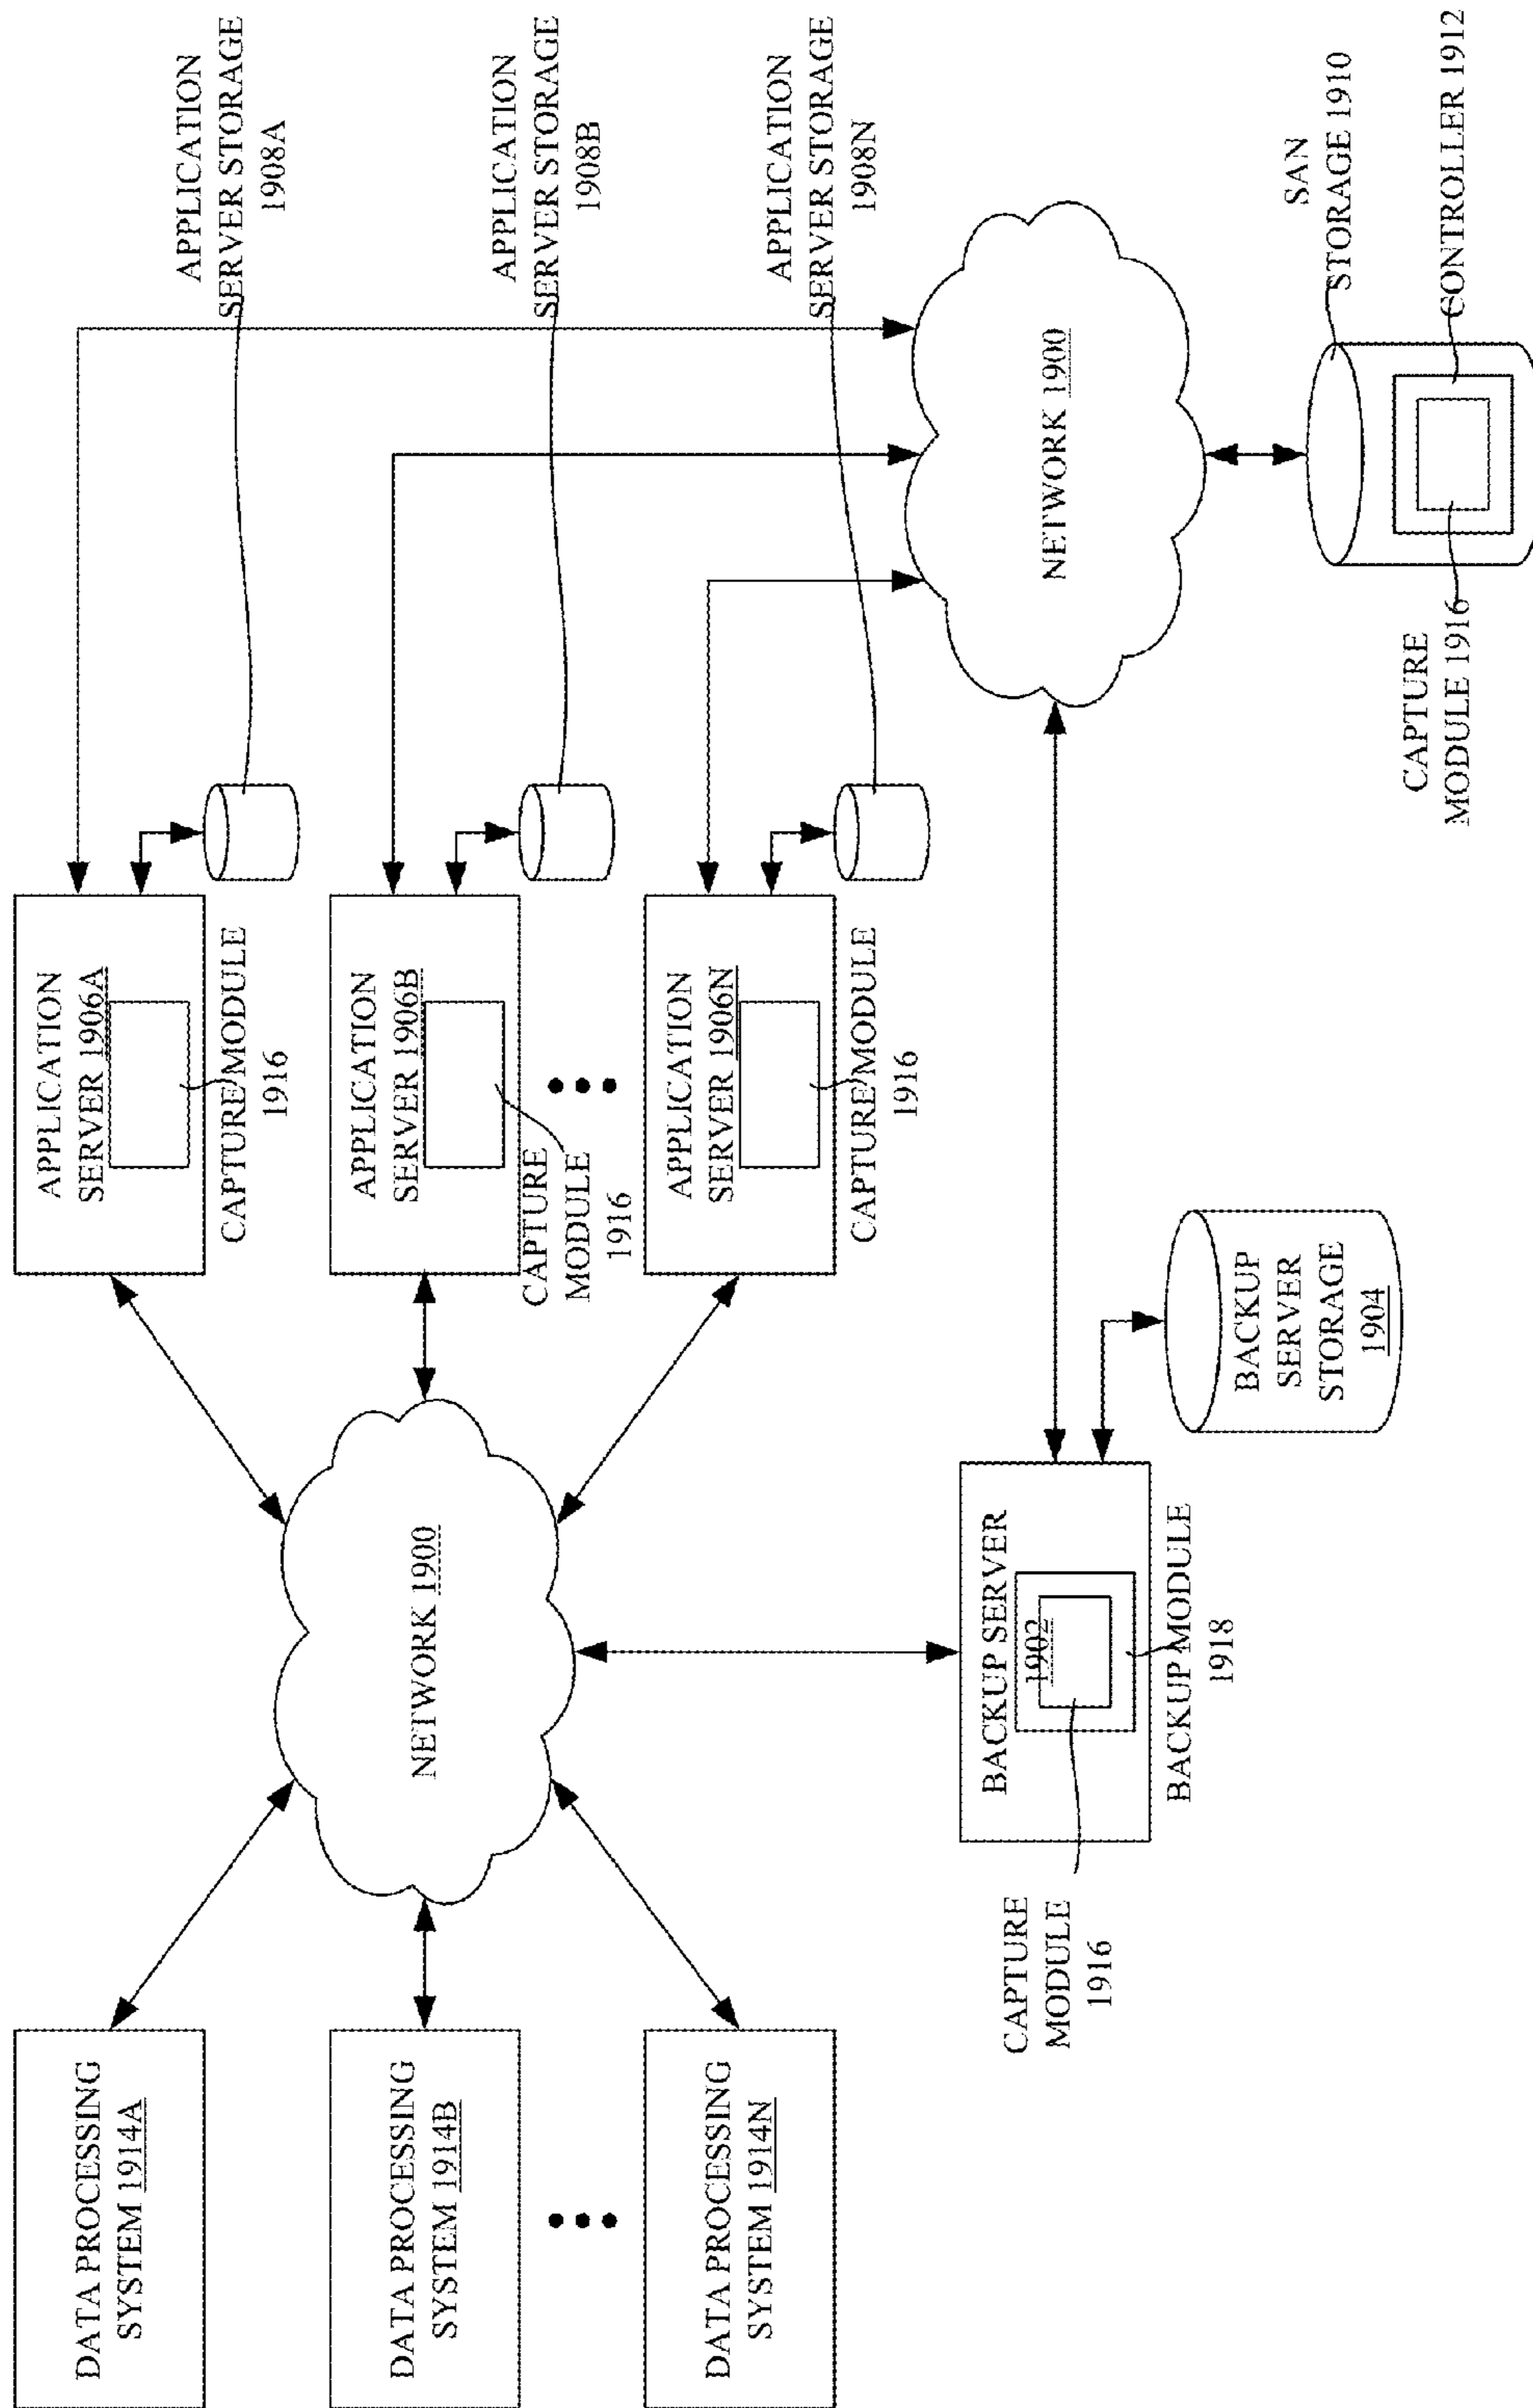 DATA PROCESSING
SYSTEM 1914A
DATA PROCESSING
SYSTEM 1914B
DATA PROCESSING
SYSTEM 1914N
NETWORK 1900
APPLICATION
SERVER 1906A
CAPTURE MODULE
1916
APPLICATION
SERVER 1906B
CAPTURE
MODULE
1916
APPLICATION
SERVER 1906N
CAPTURE MODULE
1916
APPLICATION
SERVER STORAGE
1908A
APPLICATION
SERVER STORAGE
1908B
APPLICATION
SERVER STORAGE
1908N
CAPTURE
MODULE
1916
BACKUP SERVER
1902
BACKUP MODULE
1918
BACKUP
SERVER
STORAGE
1904
NETWORK 1900
CAPTURE
MODULE 1916
SAN
STORAGE 1910
CONTROLLER 1912